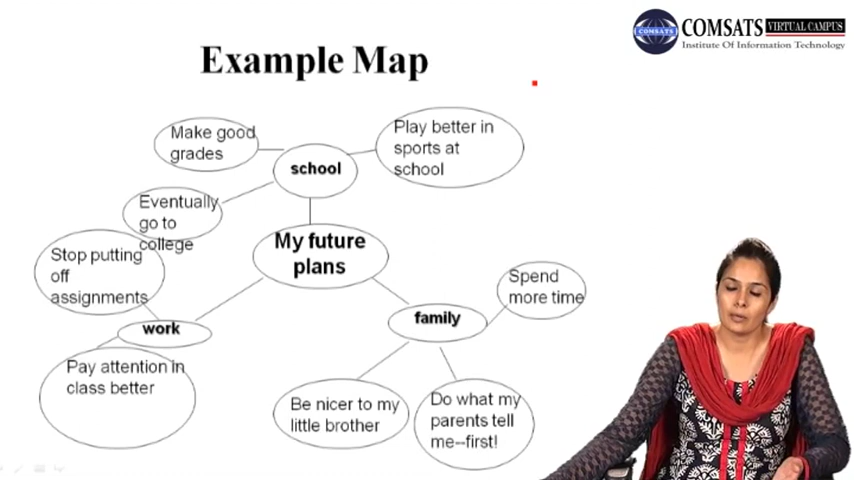 COMSATS VIRTUAL CAMPUS
COMSATS
Institute Of Information Technology
Example Map
Make good
grades
Play better in
sports at
school
school
Eventually
go to
college
My future
plans
Stop putting
off
assignments
Spend
more time
work
family
Pay attention in
class better
Be nicer to my
little brother
Do what my
parents tell
me--first!